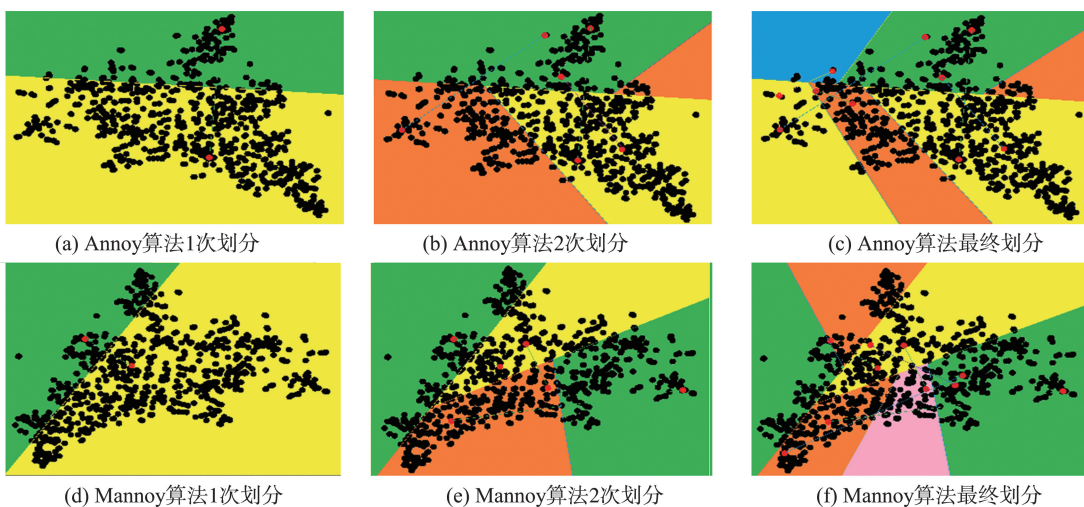 (a) Annoy算法1次划分
(b) Annoy算法2次划分
(c) Annoy算法最终划分
(d) Mannoy算法1次划分
(e) Mannoy算法2次划分
(f) Mannoy算法最终划分